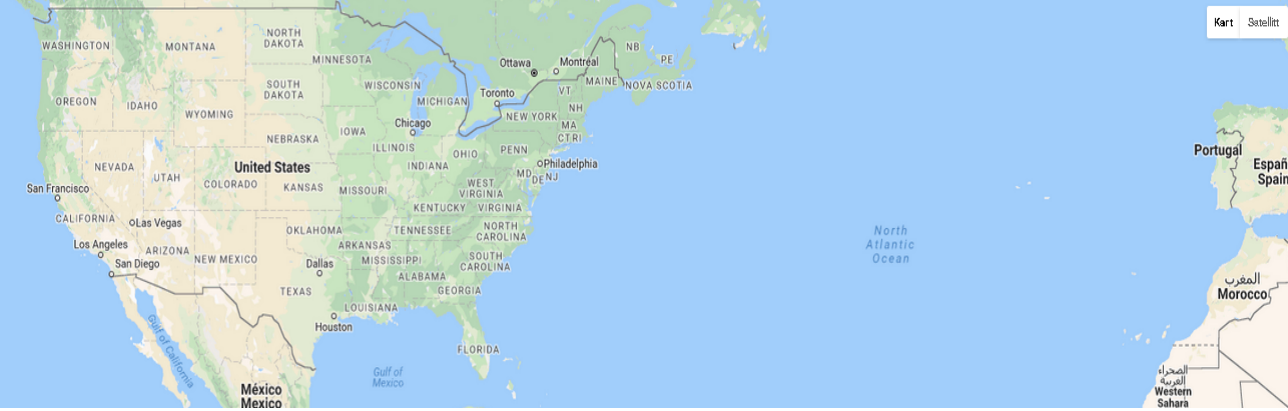 Kart
Satellitt
WASHINGTON
MONTANA
NORTH
DAKOTA
MINNESOTA
Ottawa
Montréal
NB
PE
MAINE
NOVA SCOTIA
OREGON
IDAHO
WYOMING
SOUTH
DAKOTA
WISCONSIN
MICHIGAN
Toronto
VT
NH
NEW YORK
MA
CT RI
Chicago
NEBRASKA
IOWA
ILLINOIS
INDIANA
OHIO
PENN
Philadelphia
MD
DE
NJ
NEVADA
UTAH
COLORADO
United States
KANSAS
MISSOURI
WEST
VIRGINIA
KENTUCKY
VIRGINIA
San Francisco
CALIFORNIA
Las Vegas
Los Angeles
ARIZONA
NEW MEXICO
San Diego
OKLAHOMA
ARKANSAS
TENNESSEE
NORTH
CAROLINA
MISSISSIPPI
SOUTH
CAROLINA
ALABAMA
GEORGIA
Dallas
TEXAS
LOUISIANA
Houston
FLORIDA
Gulf of California
Gulf of
Mexico
México
Mexico
North
Atlantic
Ocean
Portugal
Españ
Spain
المغرب
Morocco
الصحراء
الغربية
Western
Sahara